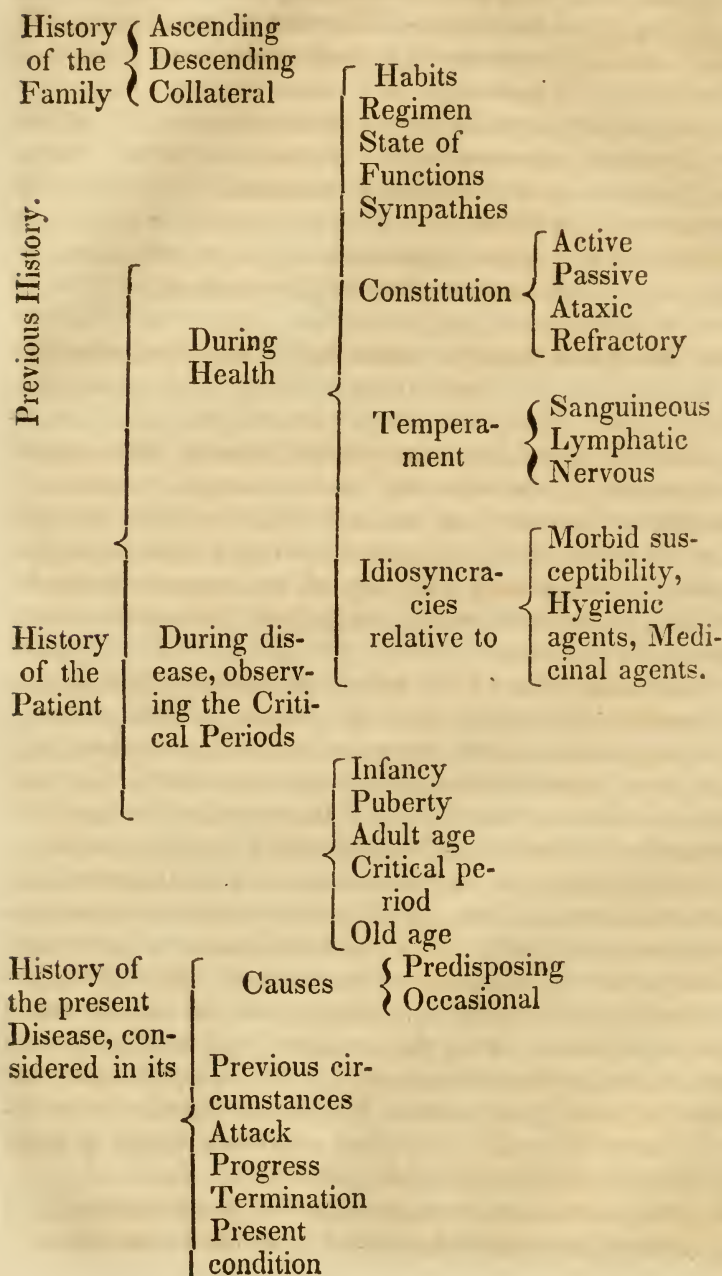 History
of the
Family
Ascending
Descending
Collateral
Previous History.
History
of the
Patient
During
Health
Habits
Regimen
State of
Functions
Sympathies
Constitution
Active
Passive
Ataxic
Refractory
Tempera-
ment
Sanguineous
Lymphatic
Nervous
Idiosyncra-
cies
relative to
Morbid sus-
ceptibility,
Hygienic
agents, Medi-
cinal agents.
During dis-
ease, observ-
ing the Criti-
cal Periods
Infancy
Puberty
Adult age
Critical pe-
riod
Old age
History of
the present
Disease, con-
sidered in its
Causes
Predisposing
Occasional
Previous cir-
cumstances
Attack
Progress
Termination
Present
condition